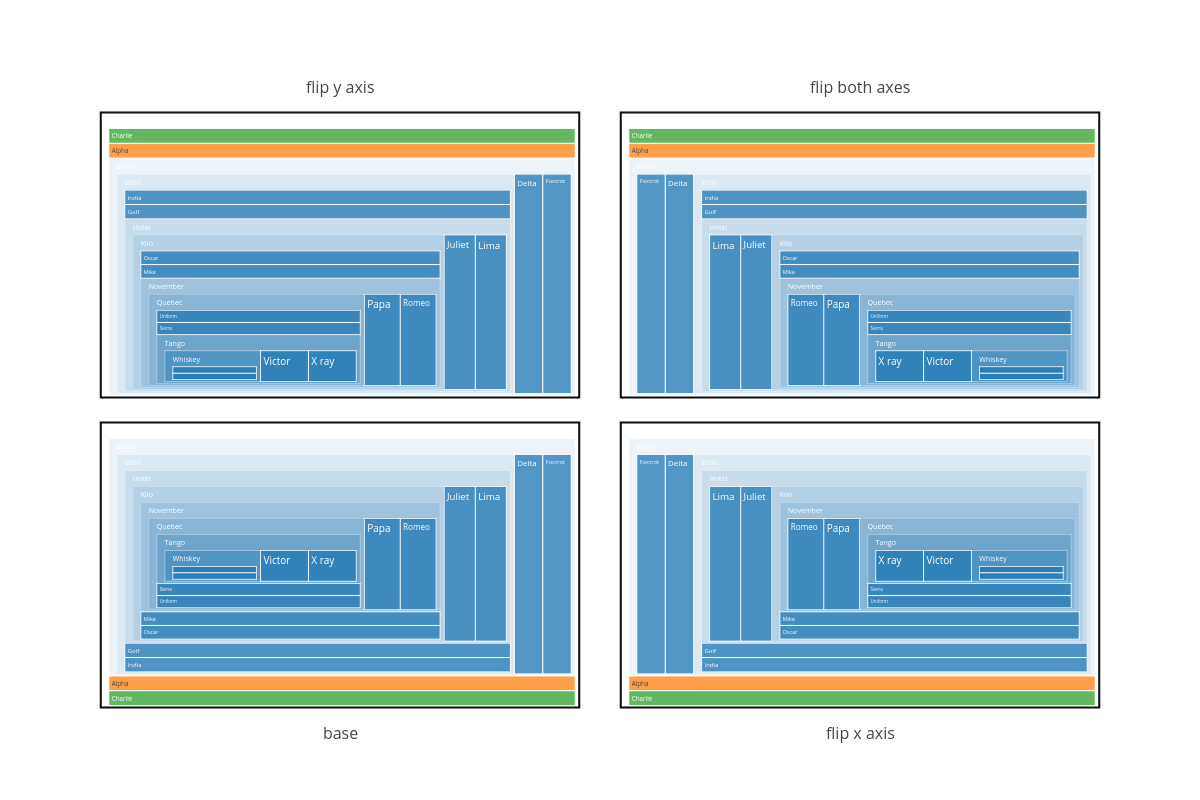 flip y axis
Charlie
Alpha
Echo
Delta
Foxtrot
India
Golf
Hotel
Kilo
Juliet
Lima
Oscar
Mike
November
Quebec
Papa
Romeo
Uniform
Sierra
Tango
Whiskey
Victor
X ray
flip both axes
Charlie
Alpha
Foxtrot
Delta
Echo
India
Golf
Hotel
Lima
Juliet
Kilo
Oscar
Mike
November
Romeo
Papa
Quebec
Uniform
Sierra
Tango
X ray
Victor
Whiskey
Echo
Delta
Foxtrot
Hotel
Kilo
Juliet
Lima
November
Quebec
Papa
Romeo
Tango
Whiskey
Victor
X ray
Sierra
Uniform
Mike
Oscar
Golf
India
Alpha
Charlie
base
Foxtrot
Delta
Echo
Hotel
Lima
Juliet
Kilo
November
Romeo
Papa
Quebec
Tango
X ray
Victor
Whiskey
Sierra
Uniform
Mike
Oscar
Golf
India
Alpha
Charlie
flip x axis